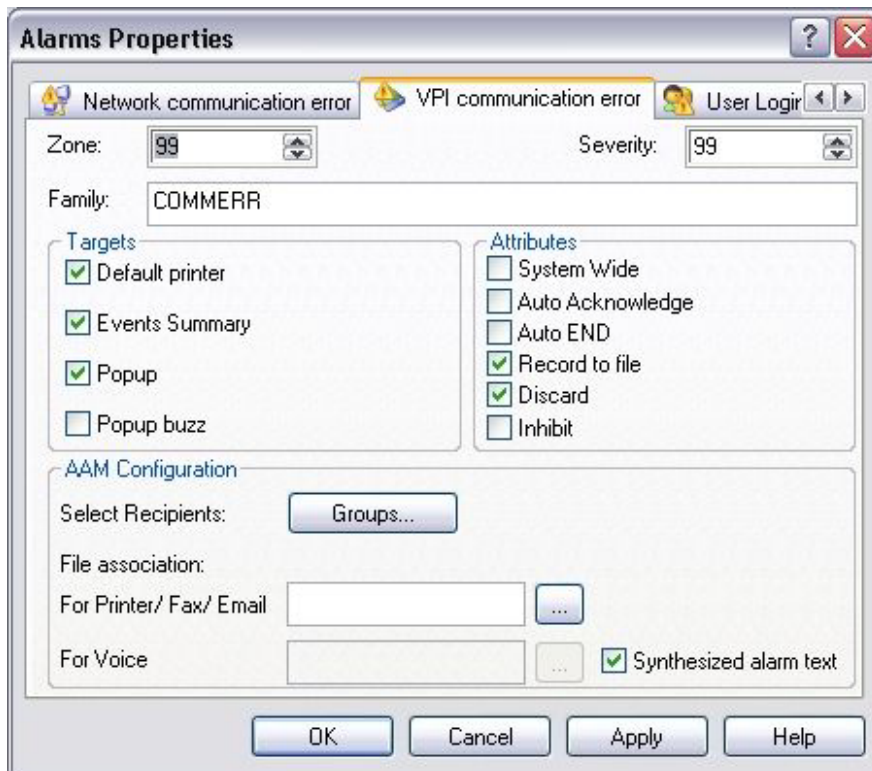 Alarms Properties
Network communication error VPI communication error User Login
Zone: 99 Severity: 99
Family: COMMERR
Targets
Default printer
Events Summary
Popup
Popup buzz
Attributes
System Wide
Auto Acknowledge
Auto END
Record to file
Discard
Inhibit
AAM Configuration
Select Recipients: Groups...
File association:
For Printer/ Fax/ Email ...
For Voice ... Synthesized alarm text
OK Cancel Apply Help